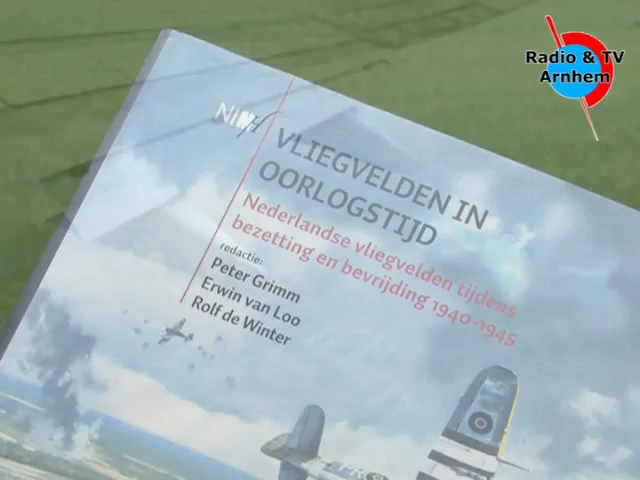 Radio & TV
Arnhem
NIMH
VLIEGVELDEN IN
OORLOGSTIJD
Nederlandse vliegvelden tijdens
bezetting en bevrijding 1940-1945
redactie:
Peter Grimm
Erwin van Loo
Rolf de Winter